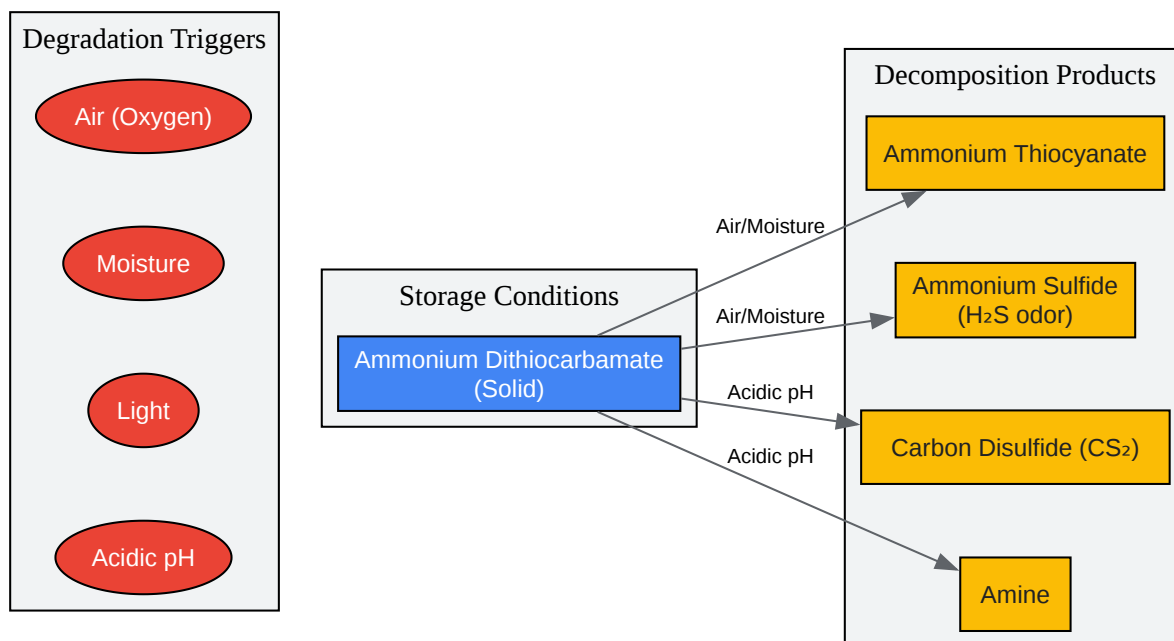 Degradation Triggers
Air (Oxygen)
Moisture
Light
Acidic pH
Storage Conditions
Ammonium Dithiocarbamate
(Solid)
Air/Moisture
Air/Moisture
Acidic pH
Acidic pH
Decomposition Products
Ammonium Thiocyanate
Ammonium Sulfide
(H₂S odor)
Carbon Disulfide (CS₂)
Amine